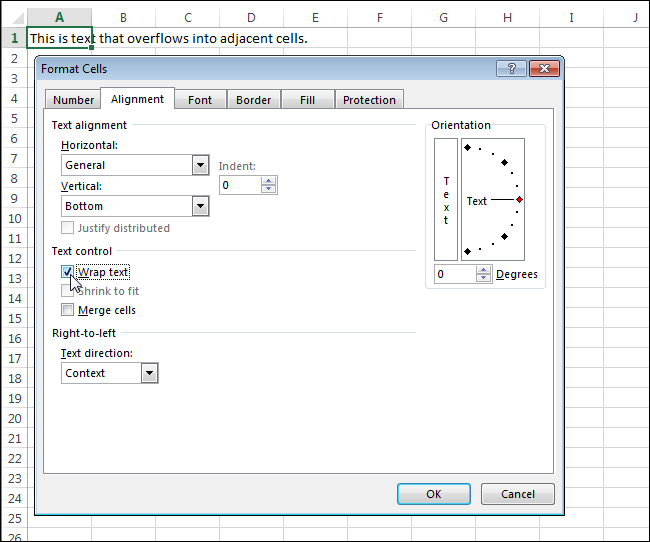 A B C D E F G H I J
1 This is text that overflows into adjacent cells.
2
3 Format Cells ?
4 Number Alignment Font Border Fill Protection
5 Text alignment Orientation
6 Horizontal:
7 General Indent:
8 Vertical: 0
9 Bottom Text Text
10 Justify distributed
11
12 Text control
13 Wrap text 0 Degrees
14 Shrink to fit
15 Merge cells
16 Right-to-left
17 Text direction:
18 Context
19
20
21
22
23
24 OK Cancel
25
26